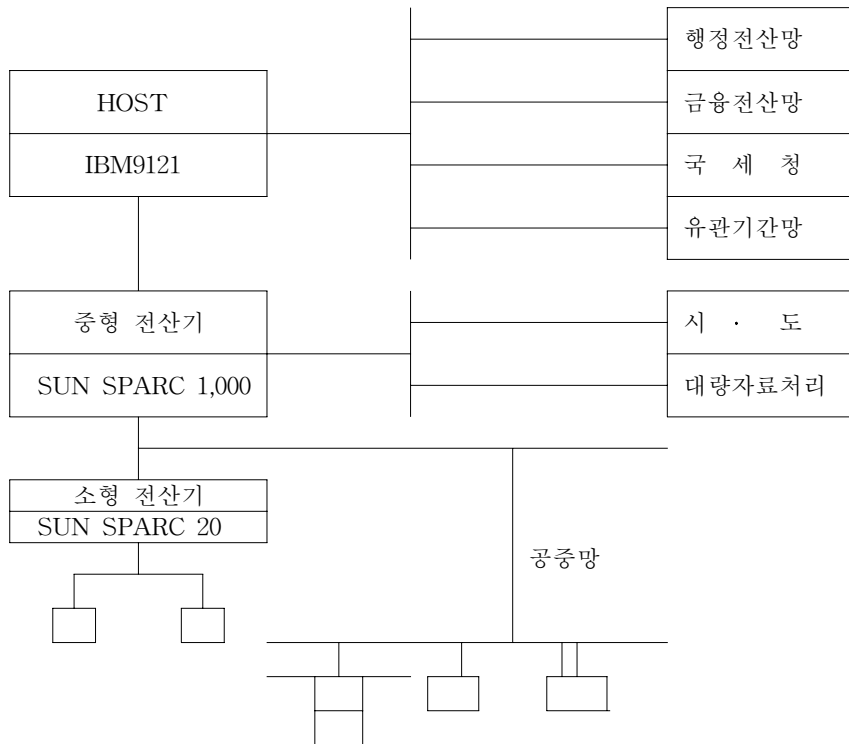 행정전산망
HOST
금융전산망
IBM9121
국 세 청
유관기간망
중형 전산기
시 · 도
SUN SPARC 1,000
대량자료처리
소형 전산기
SUN SPARC 20
공중망